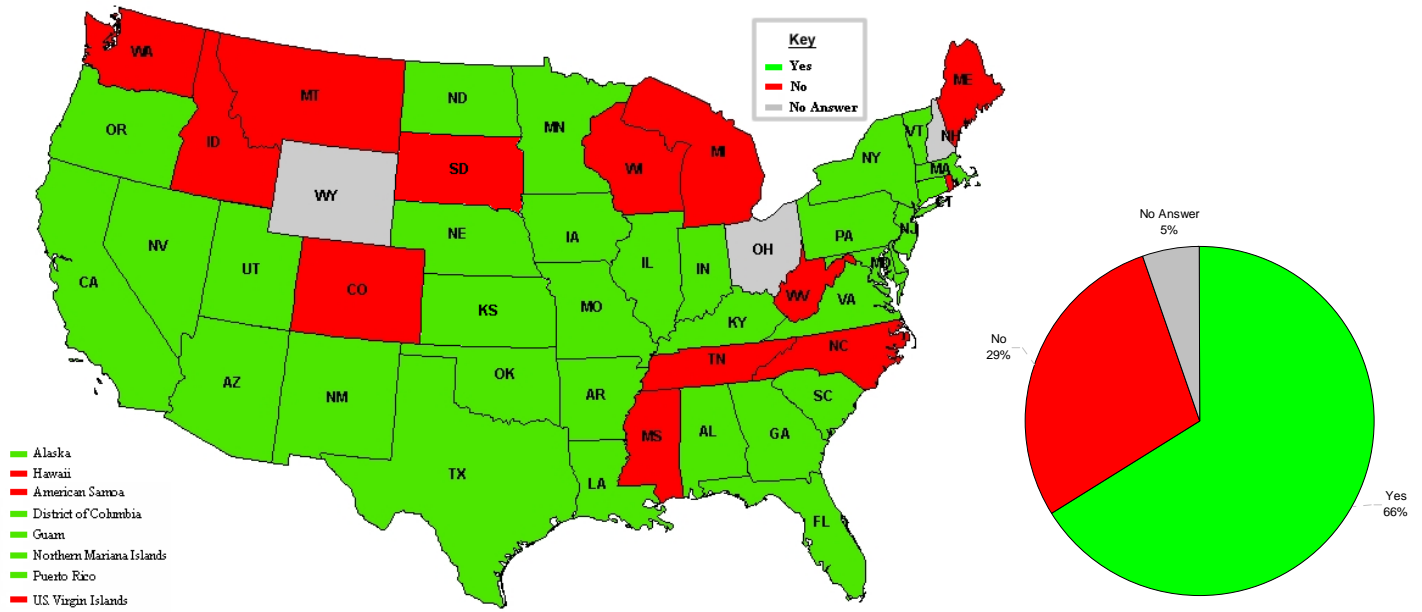 Key
Yes
No
No Answer
WA
MT
ND
MN
OR
ID
SD
WI
MI
ME
VT
NH
NY
MA
CT
WY
NE
IA
PA
NJ
OH
MD
NV
UT
CO
IL
IN
WV
VA
CA
KS
MO
KY
AZ
NM
OK
AR
TN
NC
SC
MS
AL
GA
TX
LA
FL
Alaska
Hawaii
American Samoa
District of Columbia
Guam
Northern Mariana Islands
Puerto Rico
U.S. Virgin Islands
No Answer
5%
No
29%
Yes
66%